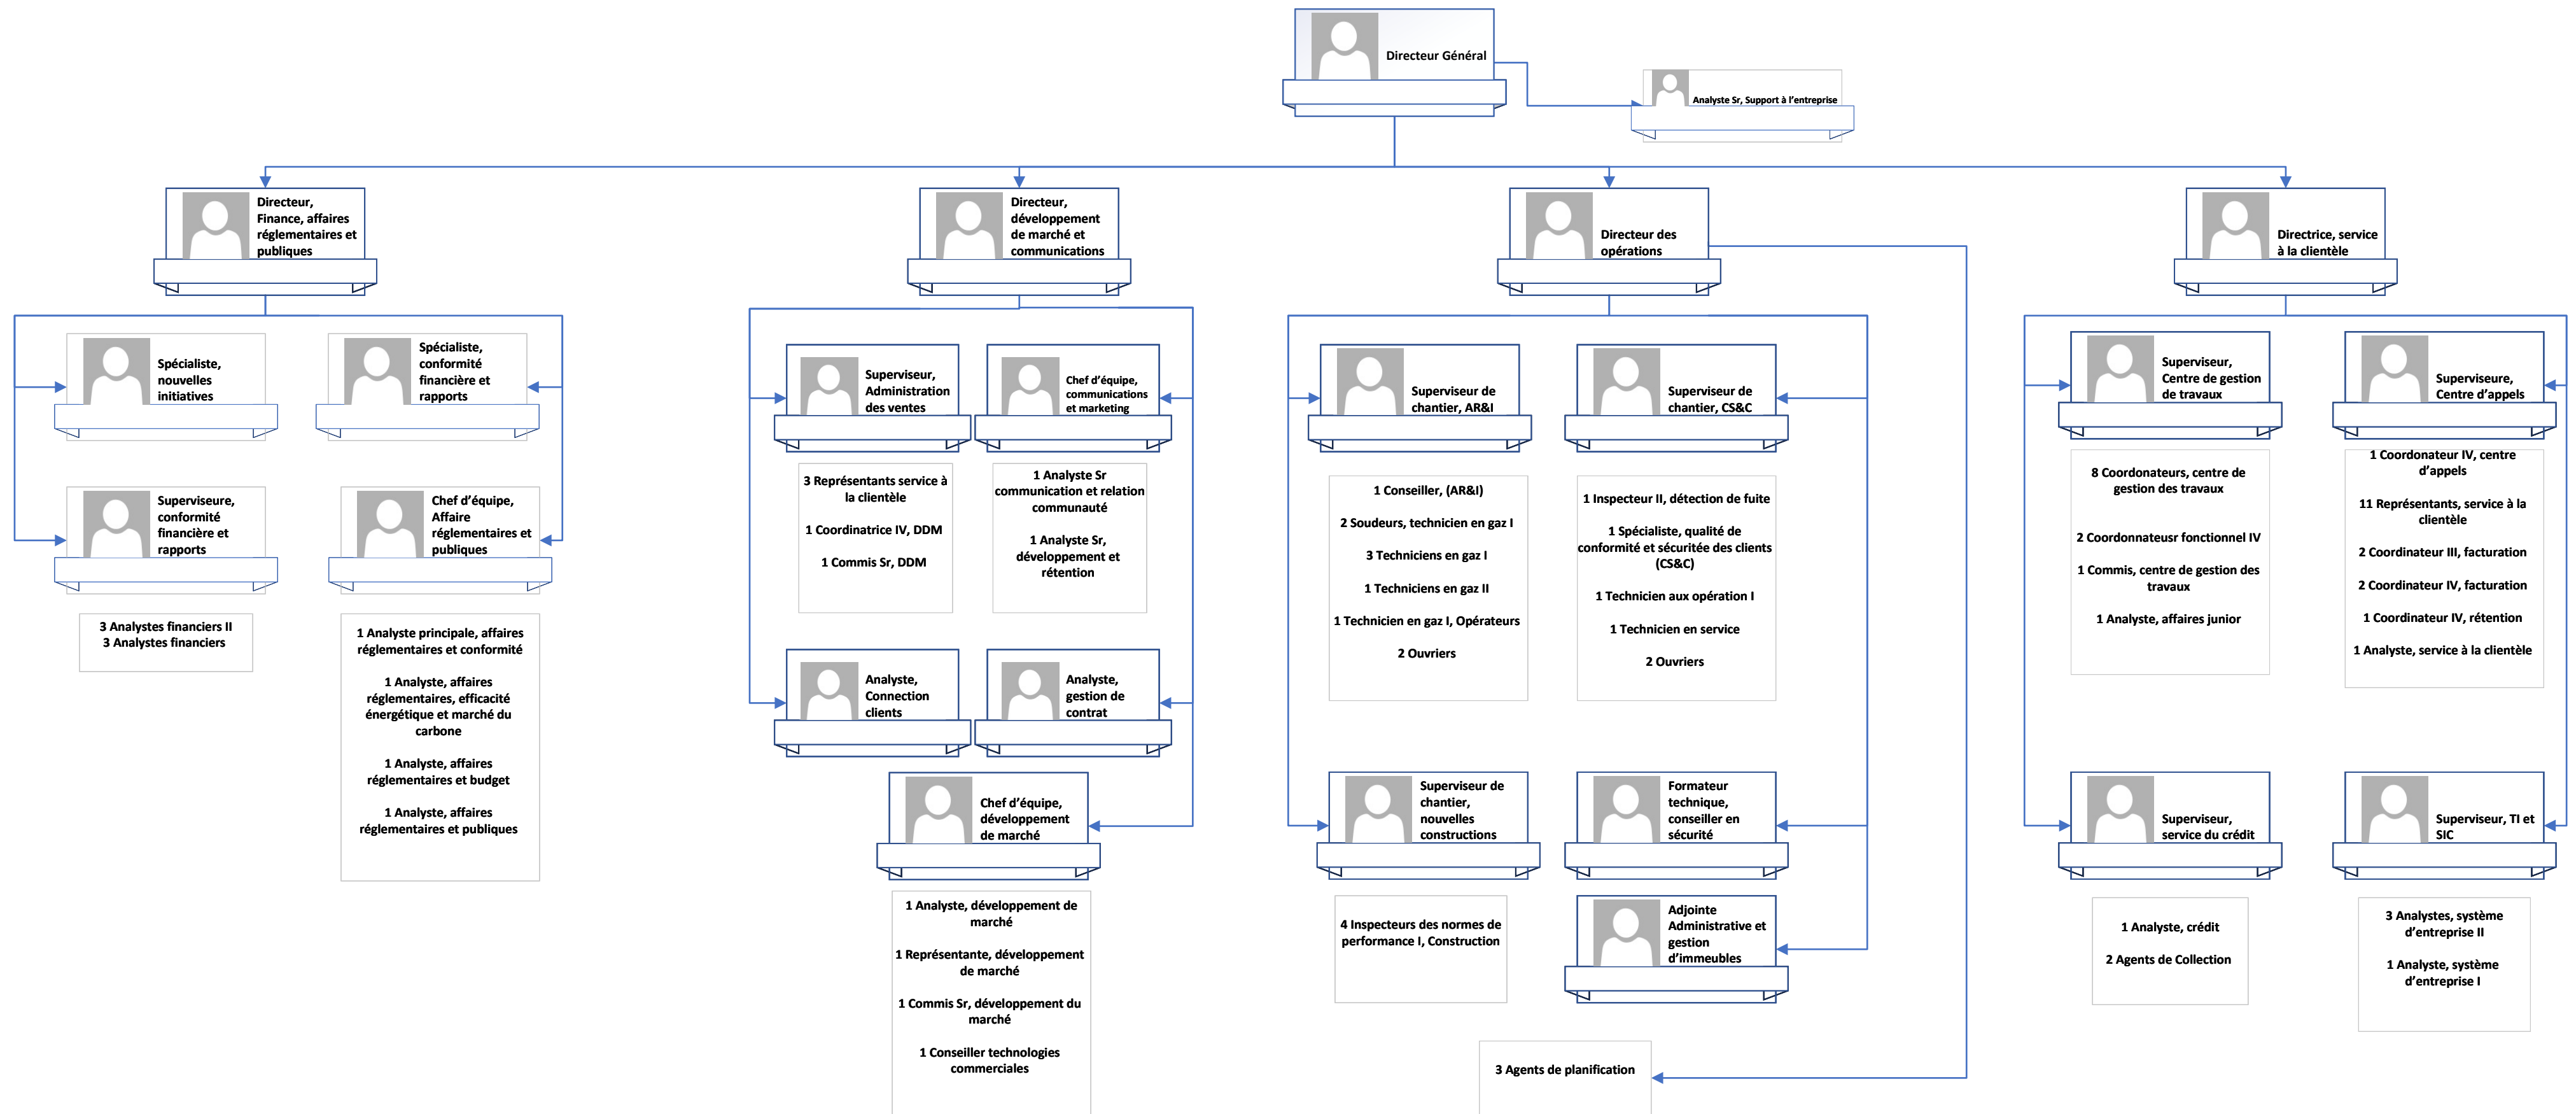 Directeur Général
Analyste Sr, Support à l'entreprise
Directeur,
Finance, affaires
réglementaires et
publiques
Directeur,
développement
de marché et
communications
Directeur des
opérations
Directrice, service
à la clientèle
Spécialiste,
nouvelles
initiatives
Spécialiste,
conformité
financière et
rapports
Superviseure,
conformité
financière et
rapports
Chef d'équipe,
Affaire
réglementaires et
publiques
3 Analystes financiers II
3 Analystes financiers
1 Analyste principale, affaires
réglementaires et conformité
1 Analyste, affaires
réglementaires, efficacité
énergétique et marché du
carbone
1 Analyste, affaires
réglementaires et budget
1 Analyste, affaires
réglementaires et publiques
Superviseur,
Administration
des ventes
Chef d'équipe,
communications
et marketing
3 Représentants service à
la clientèle
1 Coordinatrice IV, DDM
1 Commis Sr, DDM
1 Analyste Sr
communication et relation
communauté
1 Analyste Sr,
développement et
rétention
Analyste,
Connection
clients
Analyste,
gestion de
contrat
Chef d'équipe,
développement
de marché
1 Analyste, développement de
marché
1 Représentante, développement
de marché
1 Commis Sr, développement du
marché
1 Conseiller technologies
commerciales
Superviseur de
chantier, AR&I
Superviseur de
chantier, CS&C
1 Conseiller, (AR&I)
2 Soudeurs, technicien en gaz I
3 Techniciens en gaz I
1 Techniciens en gaz II
1 Technicien en gaz I, Opérateurs
2 Ouvriers
1 Inspecteur II, détection de fuite
1 Spécialiste, qualité de
conformité et sécuritée des clients
(CS&C)
1 Technicien aux opération I
1 Technicien en service
2 Ouvriers
Superviseur de
chantier,
nouvelles
constructions
Formateur
technique,
conseiller en
sécurité
4 Inspecteurs des normes de
performance I, Construction
Adjointe
Administrative et
gestion
d'immeubles
3 Agents de planification
Superviseur,
Centre de gestion
de travaux
Superviseure,
Centre d'appels
8 Coordonateurs, centre de
gestion des travaux
2 Coordonnateusr fonctionnel IV
1 Commis, centre de gestion des
travaux
1 Analyste, affaires junior
1 Coordonateur IV, centre
d'appels
11 Représentants, service à la
clientèle
2 Coordinateur III, facturation
2 Coordinateur IV, facturation
1 Coordinateur IV, rétention
1 Analyste, service à la clientèle
Superviseur,
service du crédit
Superviseur, TI et
SIC
1 Analyste, crédit
2 Agents de Collection
3 Analystes, système
d'entreprise II
1 Analyste, système
d'entreprise I